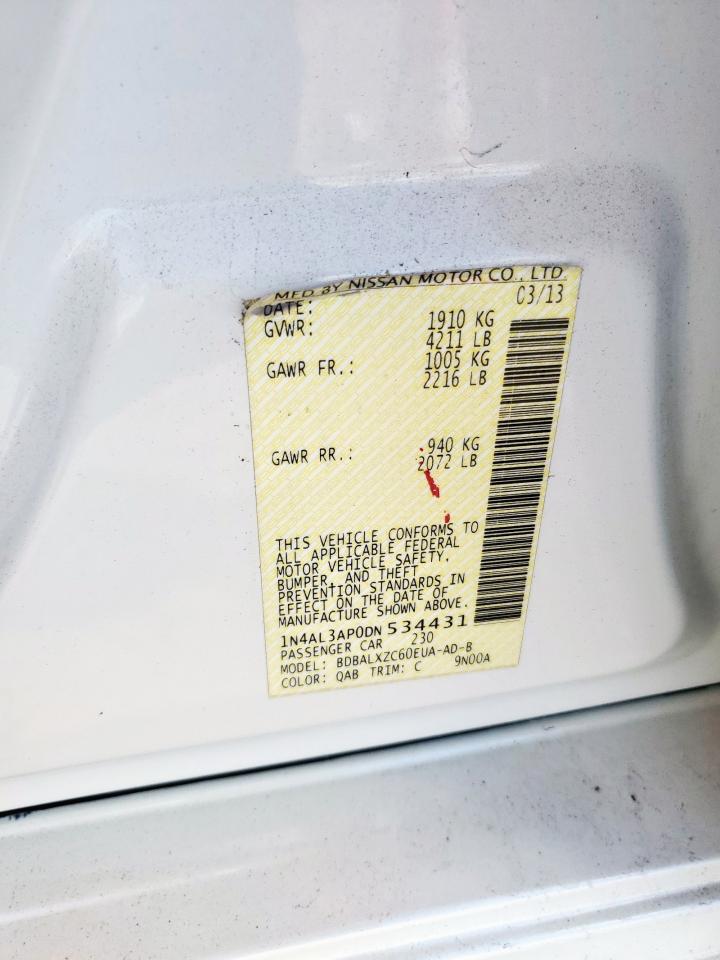 MFD BY NISSAN MOTOR CO., LTD.
DATE: 03/13
GVWR: 1910 KG
4211 LB
GAWR FR.: 1005 KG
2216 LB
GAWR RR.: 940 KG
2072 LB
THIS VEHICLE CONFORMS TO
ALL APPLICABLE FEDERAL
MOTOR VEHICLE SAFETY,
BUMPER, AND THEFT
PREVENTION STANDARDS IN
EFFECT ON THE DATE OF
MANUFACTURE SHOWN ABOVE.
1N4AL3AP0DN534431
PASSENGER CAR 230
MODEL: BDBALXZC60EUA-AD-B
COLOR: QAB TRIM: C 9N00A